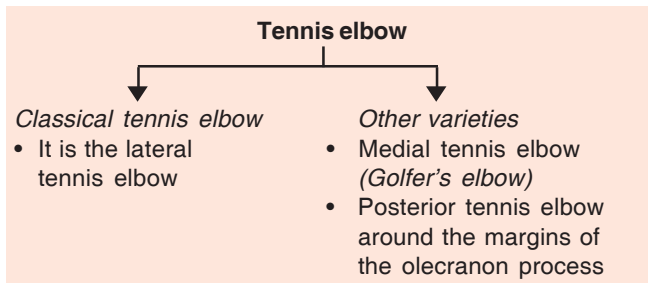 Tennis elbow
Classical tennis elbow
• It is the lateral
tennis elbow
Other varieties
• Medial tennis elbow
(Golfer's elbow)
• Posterior tennis elbow
around the margins of
the olecranon process